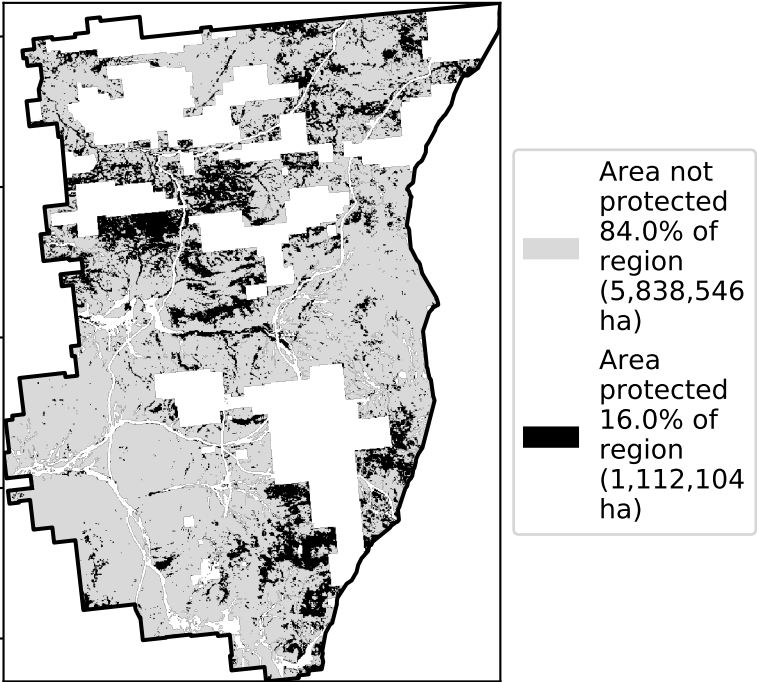 Area not
protected
84.0% of
region
(5,838,546
ha)
Area
protected
16.0% of
region
(1,112,104
ha)